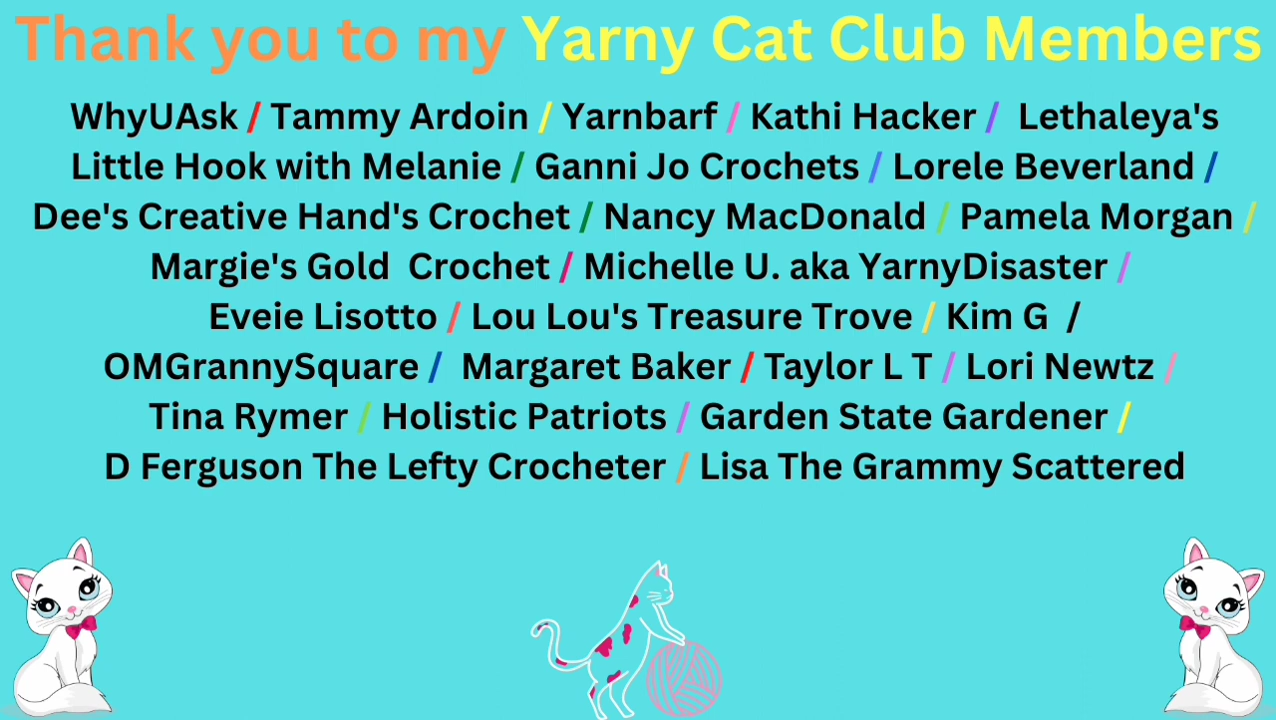 Thank you to my Yarny Cat Club Members
WhyUAsk / Tammy Ardoin / Yarnbarf / Kathi Hacker / Lethaleya's
Little Hook with Melanie / Ganni Jo Crochets / Lorele Beverland /
Dee's Creative Hand's Crochet / Nancy MacDonald / Pamela Morgan /
Margie's Gold Crochet / Michelle U. aka YarnyDisaster /
Eveie Lisotto / Lou Lou's Treasure Trove / Kim G /
OMGrannySquare / Margaret Baker / Taylor L T / Lori Newtz /
Tina Rymer / Holistic Patriots / Garden State Gardener /
D Ferguson The Lefty Crocheter / Lisa The Grammy Scattered